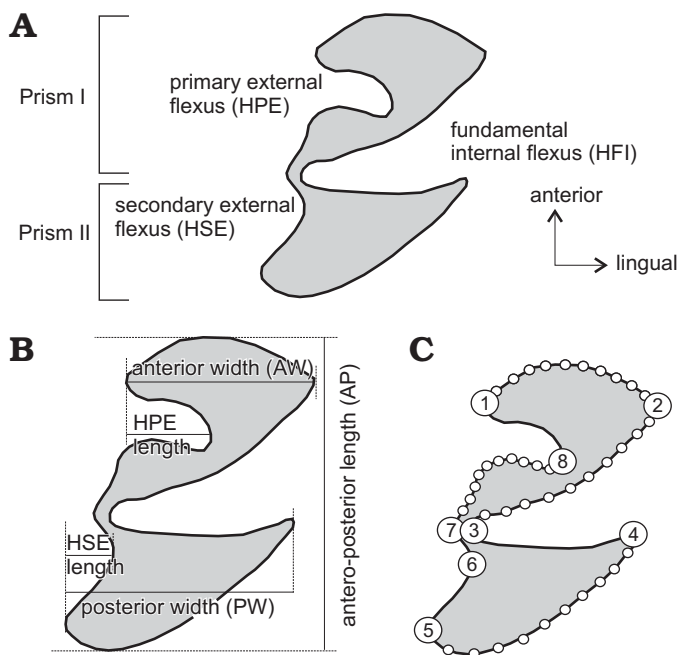 A
Prism I
primary external
flexus (HPE)
fundamental
internal flexus (HFI)
Prism II
secondary external
flexus (HSE)
anterior
lingual
B
anterior width (AW)
HPE
length
HSE
length
posterior width (PW)
antero-posterior length (AP)
C
1
2
8
7
3
4
6
5